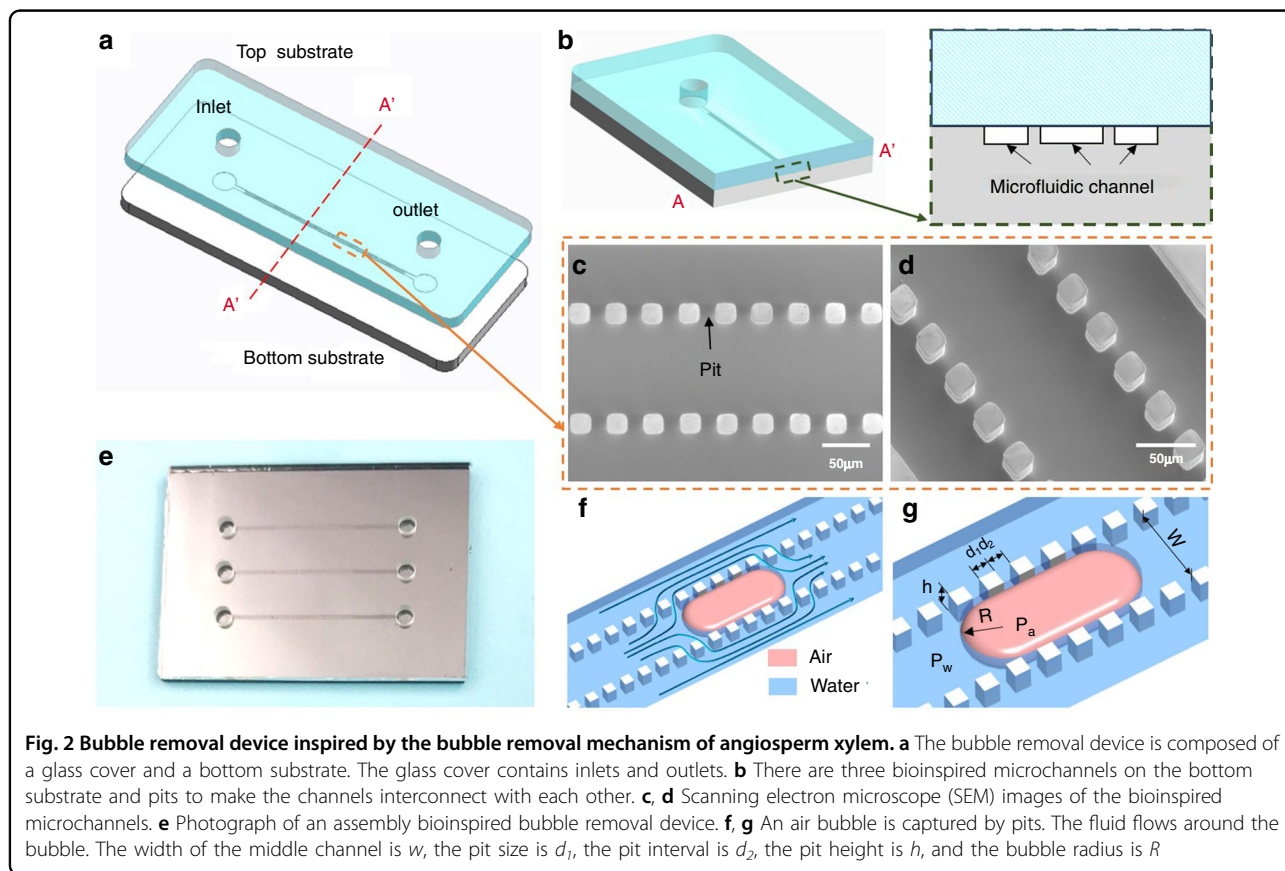 a
Top substrate
Inlet
A'
outlet
A'
Bottom substrate
b
A'
A
Microfluidic channel
c
Pit
50μm
d
50μm
e
f
Air
Water
g
d₁d₂
W
h
R
Pₐ
P_w
Fig. 2 Bubble removal device inspired by the bubble removal mechanism of angiosperm xylem. a The bubble removal device is composed of
a glass cover and a bottom substrate. The glass cover contains inlets and outlets. b There are three bioinspired microchannels on the bottom
substrate and pits to make the channels interconnect with each other. c, d Scanning electron microscope (SEM) images of the bioinspired
microchannels. e Photograph of an assembly bioinspired bubble removal device. f, g An air bubble is captured by pits. The fluid flows around the
bubble. The width of the middle channel is w, the pit size is d₁, the pit interval is d₂, the pit height is h, and the bubble radius is R